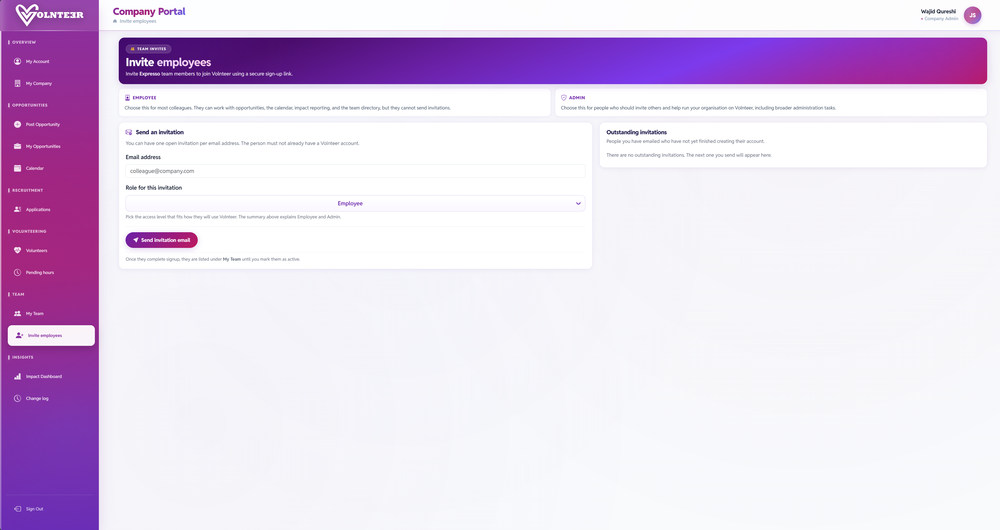 VOLNTEER
OVERVIEW
My Account
My Company
OPPORTUNITIES
Post Opportunity
My Opportunities
Calendar
RECRUITMENT
Applications
VOLUNTEERING
Volunteers
Pending hours
TEAM
My Team
Invite employees
INSIGHTS
Impact Dashboard
Change log
Sign Out
Company Portal
Invite employees
Wajid Qureshi
Company Admin
JS
TEAM INVITES
Invite employees
Invite Expresso team members to join Volnteer using a secure sign-up link.
EMPLOYEE
Choose this for most colleagues. They can work with opportunities, the calendar, impact reporting, and the team directory, but they cannot send invitations.
ADMIN
Choose this for people who should invite others and help run your organisation on Volnteer, including broader administration tasks.
Send an invitation
You can have one open invitation per email address. The person must not already have a Volnteer account.
Email address
colleague@company.com
Role for this invitation
Employee
Pick the access level that fits how they will use Volnteer. The summary above explains Employee and Admin.
Send invitation email
Once they complete signup, they are listed under My Team until you mark them as active.
Outstanding invitations
People you have emailed who have not yet finished creating their account.
There are no outstanding invitations. The next one you send will appear here.